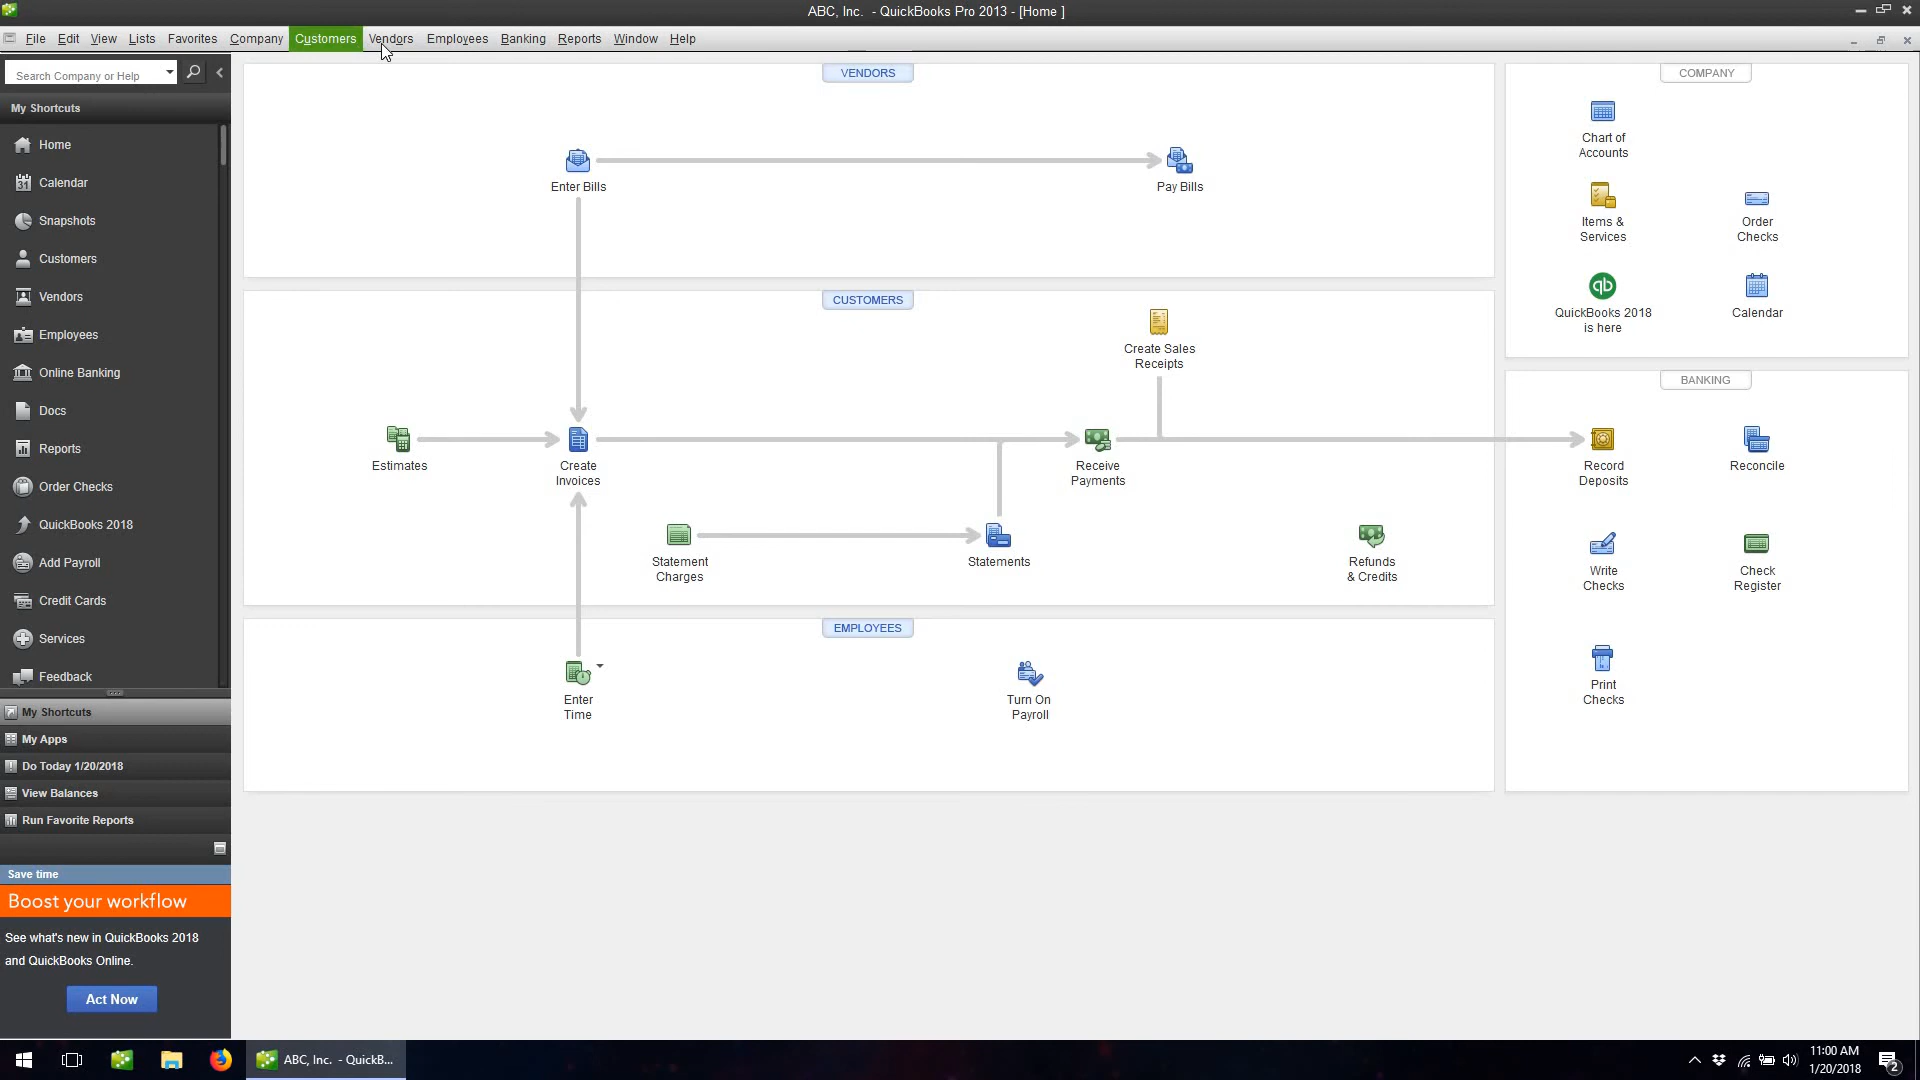 ABC, Inc. - QuickBooks Pro 2013 - [Home ]
File Edit View Lists Favorites Company Customers Vendors Employees Banking Reports Window Help
Search Company or Help
My Shortcuts
Home
31
Calendar
Snapshots
Customers
Vendors
Employees
Online Banking
Docs
Reports
Order Checks
QuickBooks 2018
Add Payroll
Credit Cards
Services
Feedback
My Shortcuts
My Apps
Do Today 1/20/2018
View Balances
Run Favorite Reports
Save time
Boost your workflow
See what's new in QuickBooks 2018
and QuickBooks Online.
Act Now
VENDORS
Enter Bills
Pay Bills
CUSTOMERS
Create Sales
Receipts
Estimates
Create
Invoices
Receive
Payments
Statement
Charges
Statements
Refunds
& Credits
EMPLOYEES
Enter
Time
Turn On
Payroll
COMPANY
Chart of
Accounts
Items &
Services
Order
Checks
qb
QuickBooks 2018
is here
Calendar
BANKING
Record
Deposits
Reconcile
Write
Checks
Check
Register
Print
Checks
ABC, Inc. - QuickB...
11:00 AM
1/20/2018
2